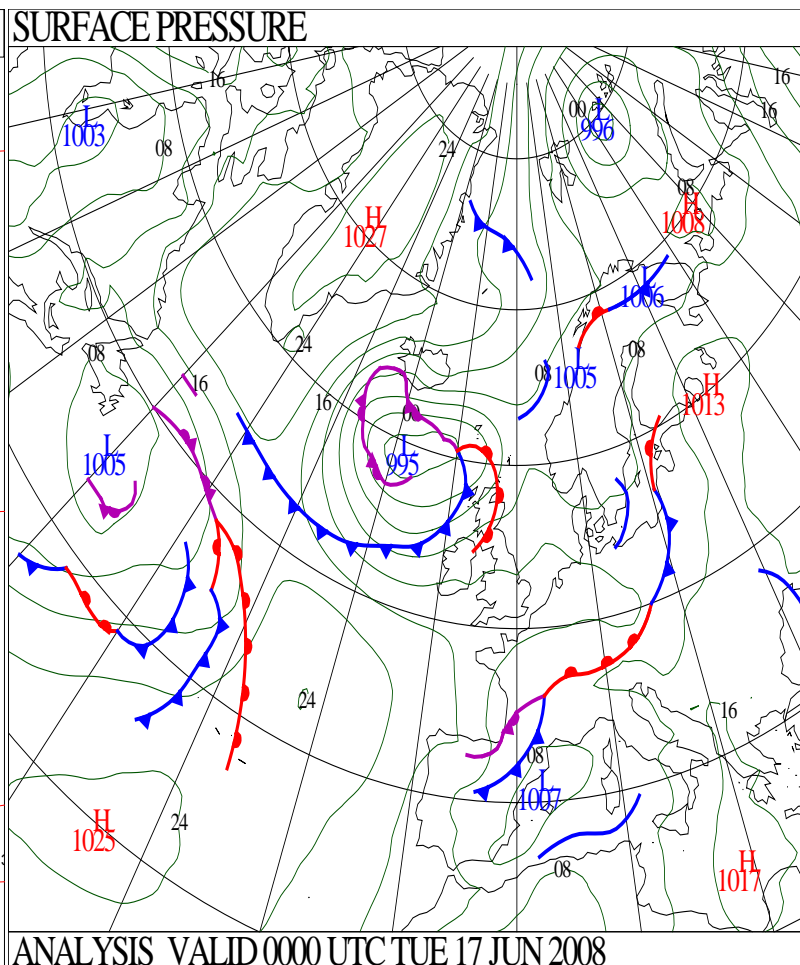 SURFACE PRESSURE
16
16
00
L
996
16
L
1003
08
24
08
H
1008
H
1027
L
1006
24
08
08
L
1005
08
16
16
H
1013
00
L
995
L
1005
24
16
08
L
1007
H
1025
24
08
H
1017
ANALYSIS VALID 0000 UTC TUE 17 JUN 2008